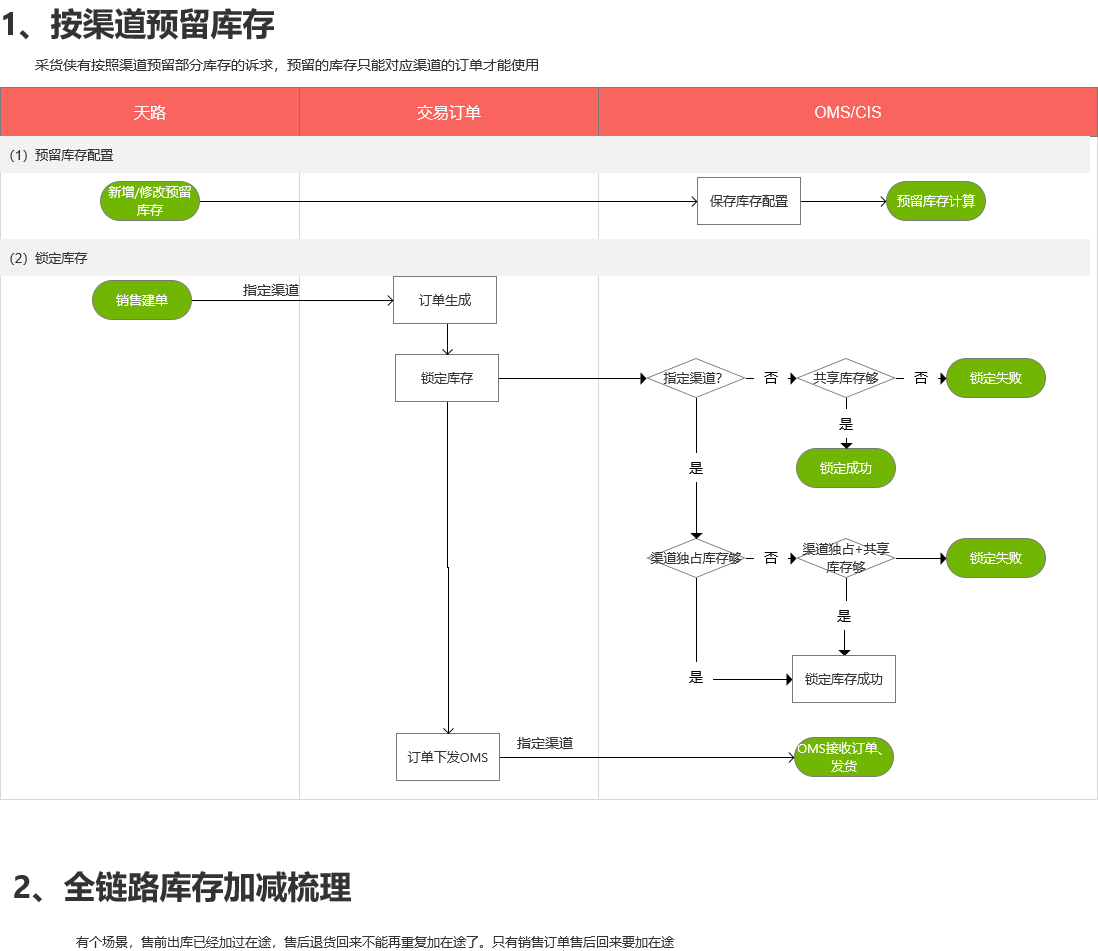 1、按渠道预留库存
采货侠有按照渠道预留部分库存的诉求，预留的库存只能对应渠道的订单才能使用
天路
交易订单
OMS/CIS
（1）预留库存配置
新增/修改预留
库存
保存库存配置
预留库存计算
（2）锁定库存
销售建单
指定渠道
订单生成
锁定库存
指定渠道?
否
共享库存够
否
锁定失败
是
锁定成功
是
渠道独占库存够
否
渠道独占+共享
库存够
锁定失败
是
是
锁定库存成功
订单下发OMS
指定渠道
OMS接收订单、
发货
2、全链路库存加减梳理
有个场景，售前出库已经加过在途，售后退货回来不能再重复加在途了。只有销售订单售后回来要加在途